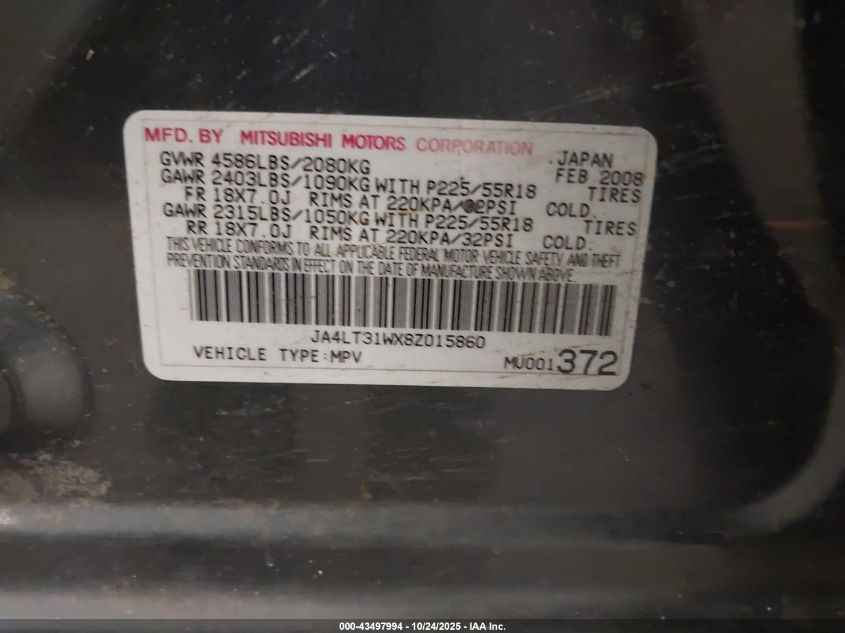 MFD. BY MITSUBISHI MOTORS CORPORATION JAPAN
GVWR 4586LBS/2080KG FEB 2008
GAWR 2403LBS/1090KG WITH P225/55R18 TIRES
FR 18X7.0J RIMS AT 220KPA/32PSI COLD.
GAWR 2315LBS/1050KG WITH P225/55R18 TIRES
RR 18X7.0J RIMS AT 220KPA/32PSI COLD.
THIS VEHICLE CONFORMS TO ALL APPLICABLE FEDERAL MOTOR VEHICLE SAFETY AND THEFT
PREVENTION STANDARDS IN EFFECT ON THE DATE OF MANUFACTURE SHOWN ABOVE.
JA4LT31WX8Z015860
VEHICLE TYPE:MPV MU001372
000-43497994 - 10/24/2025 - IAA Inc.